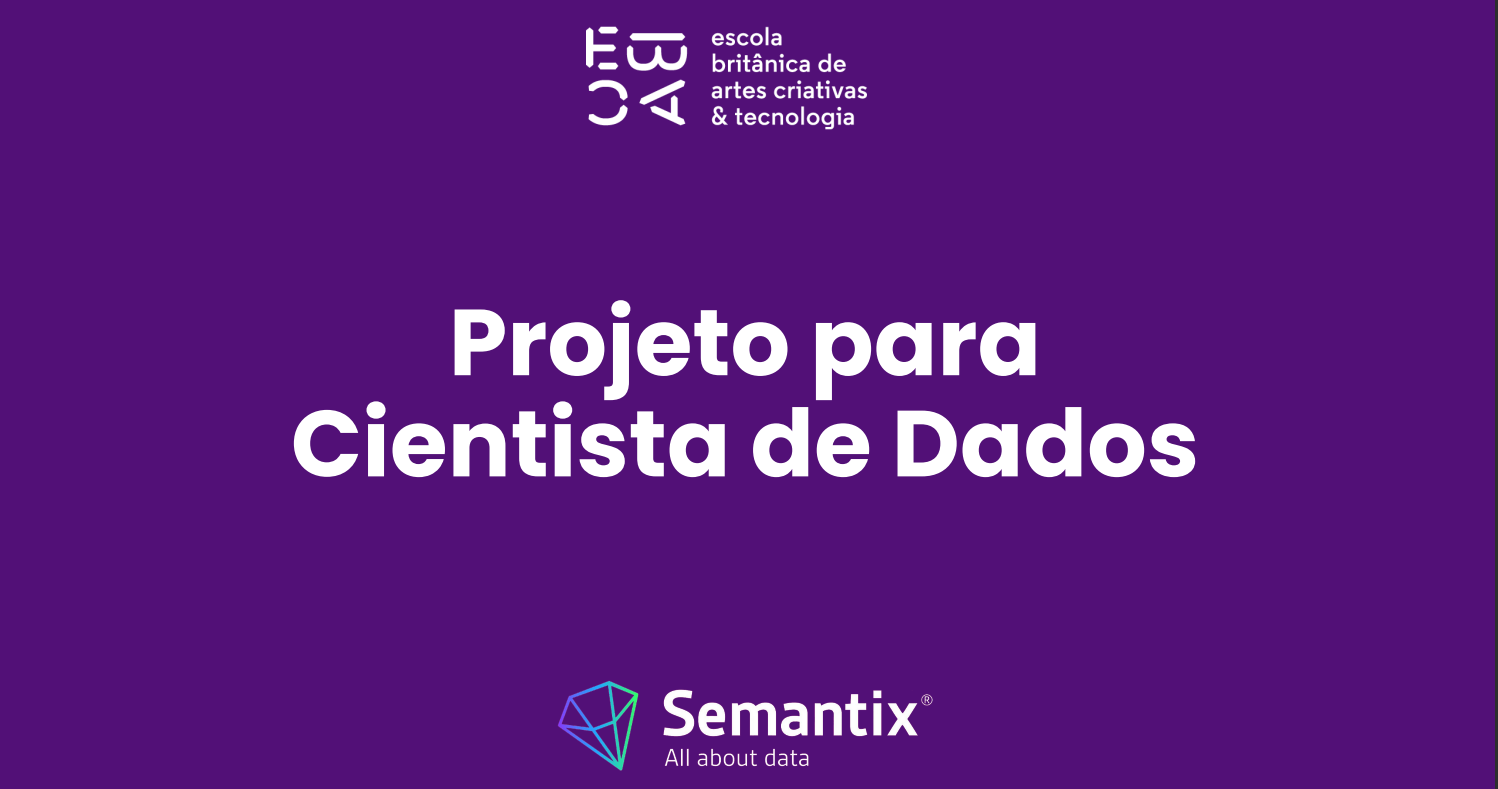 EBAC
escola
britânica de
artes criativas
& tecnologia
Projeto para
Cientista de Dados
Semantix®
All about data